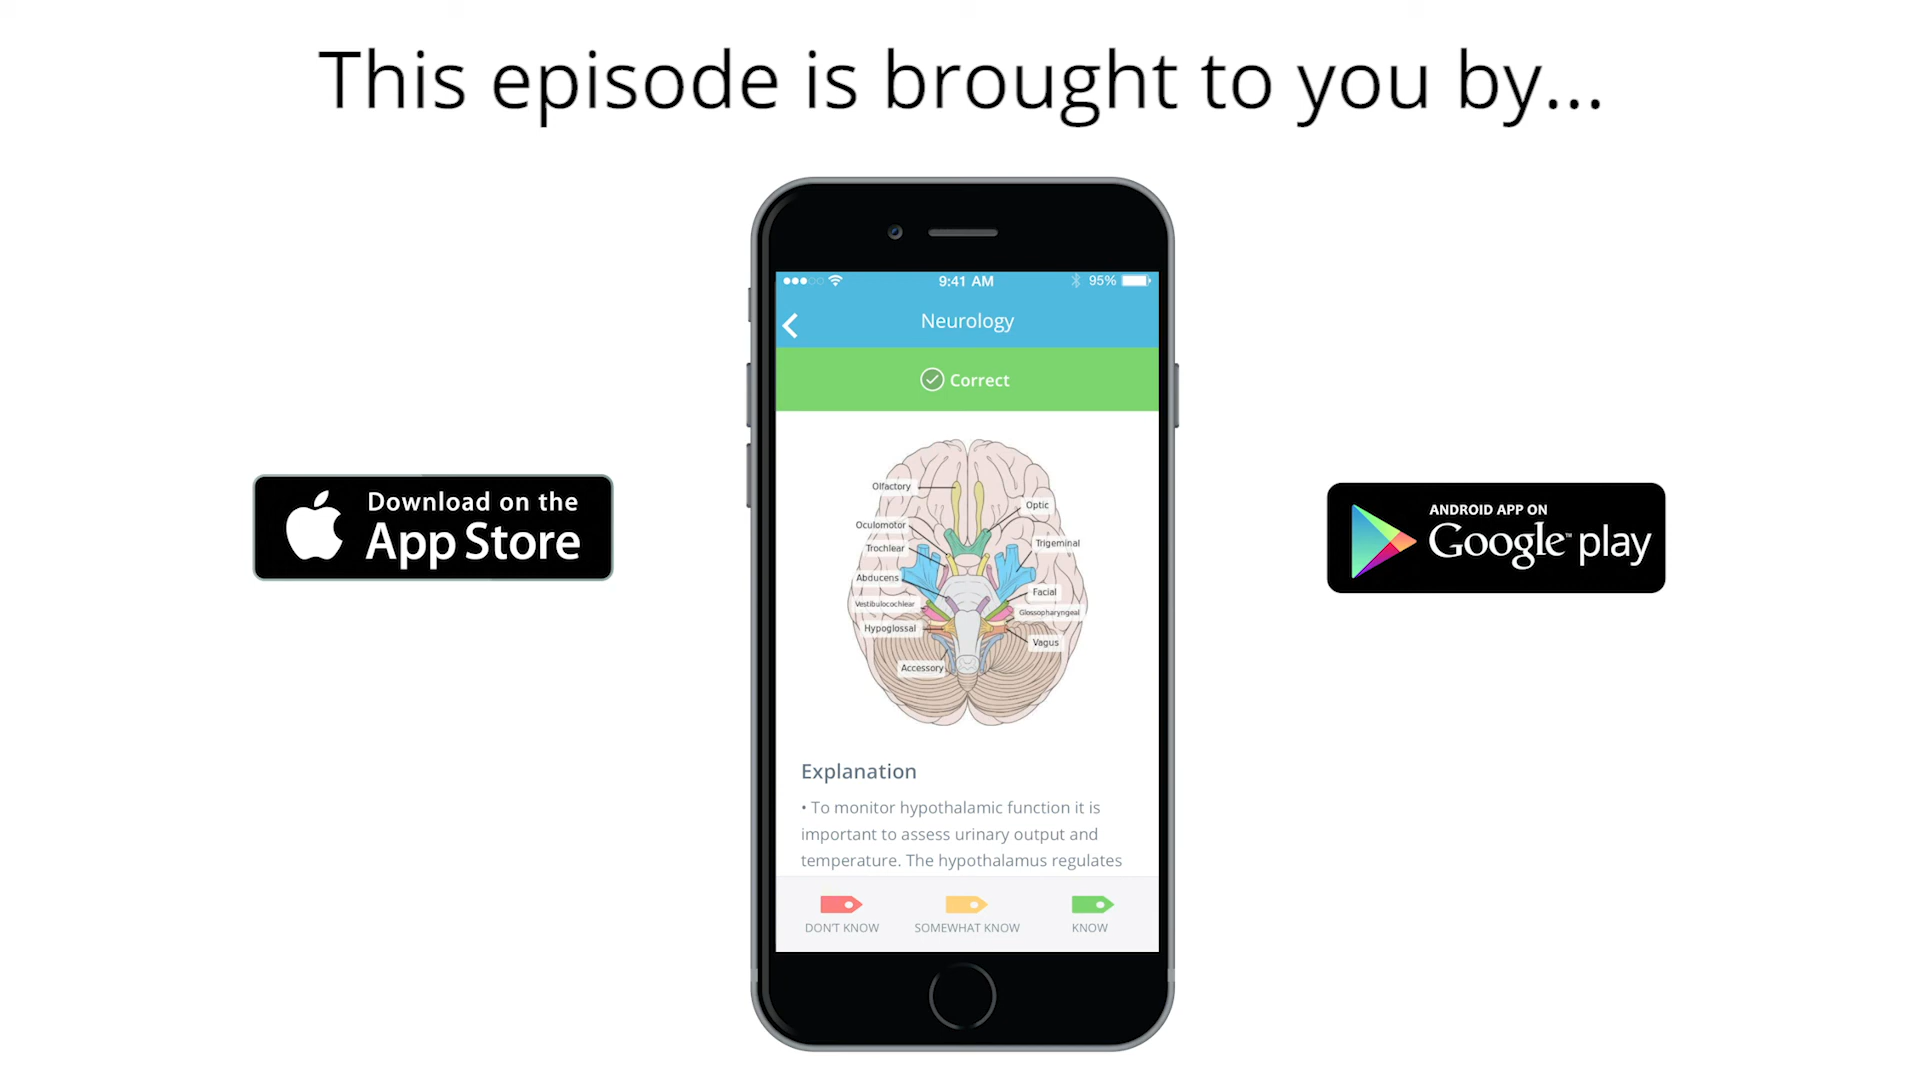 This episode is brought to you by...
9:41 AM
95%
Neurology
Correct
Olfactory
Optic
Oculomotor
Trochlear
Trigeminal
Abducens
Facial
Vestibulocochlear
Glossopharyngeal
Hypoglossal
Vagus
Accessory
Download on the
App Store
ANDROID APP ON
Google™ play
Explanation
• To monitor hypothalamic function it is
important to assess urinary output and
temperature. The hypothalamus regulates
DON'T KNOW
SOMEWHAT KNOW
KNOW